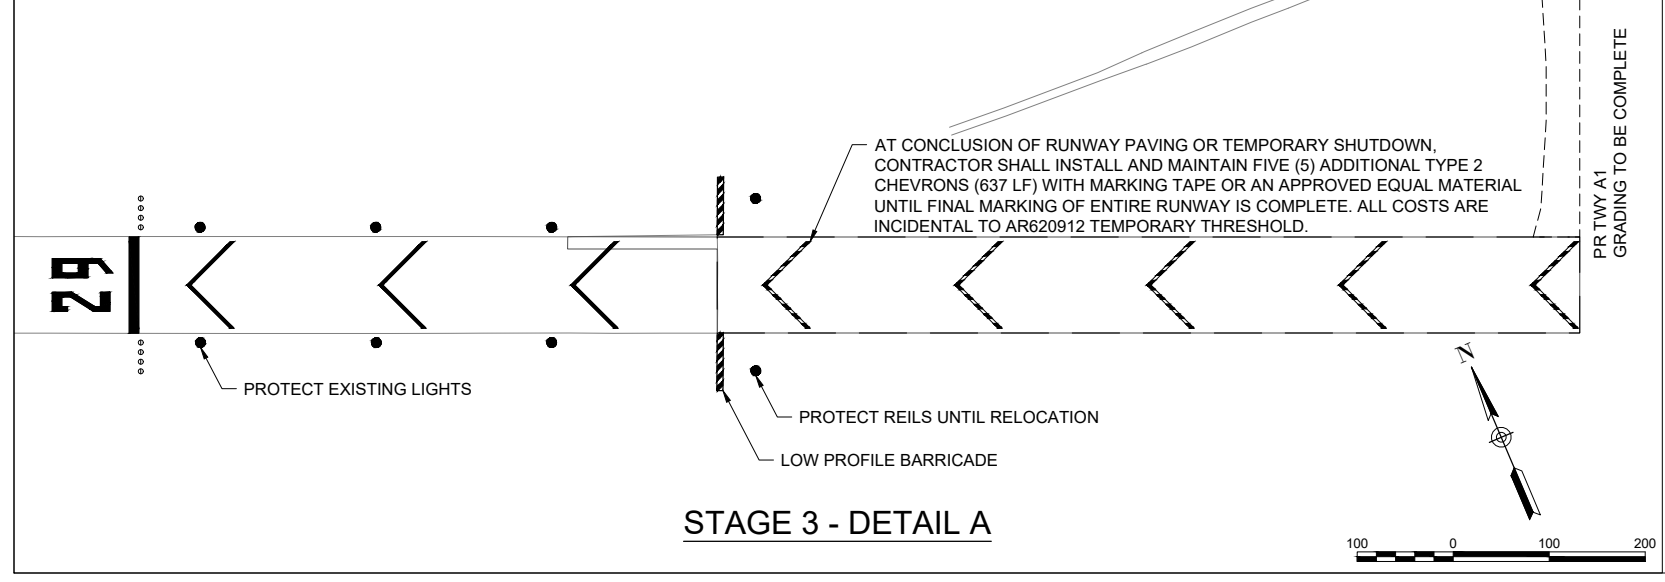 AT CONCLUSION OF RUNWAY PAVING OR TEMPORARY SHUTDOWN,
CONTRACTOR SHALL INSTALL AND MAINTAIN FIVE (5) ADDITIONAL TYPE 2
CHEVRONS (637 LF) WITH MARKING TAPE OR AN APPROVED EQUAL MATERIAL
UNTIL FINAL MARKING OF ENTIRE RUNWAY IS COMPLETE. ALL COSTS ARE
INCIDENTAL TO AR620912 TEMPORARY THRESHOLD.
PR TWY A1
GRADING TO BE COMPLETE
29
PROTECT EXISTING LIGHTS
PROTECT REILS UNTIL RELOCATION
LOW PROFILE BARRICADE
N
STAGE 3 - DETAIL A
100 0 100 200